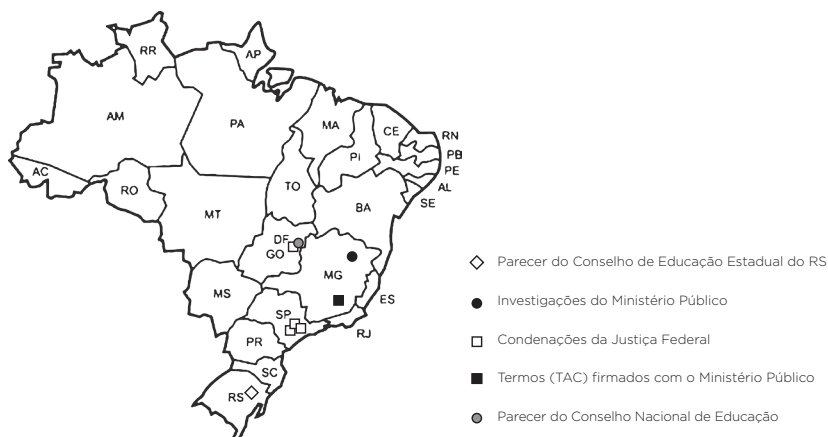 RR
AP
AM
PA
MA
CE
RN
PB
PE
AL
SE
PI
AC
RO
TO
BA
MT
DF
GO
MG
ES
MS
SP
RJ
PR
SC
RS
Parecer do Conselho de Educação Estadual do RS
Investigações do Ministério Público
Condenações da Justiça Federal
Termos (TAC) firmados com o Ministério Público
Parecer do Conselho Nacional de Educação